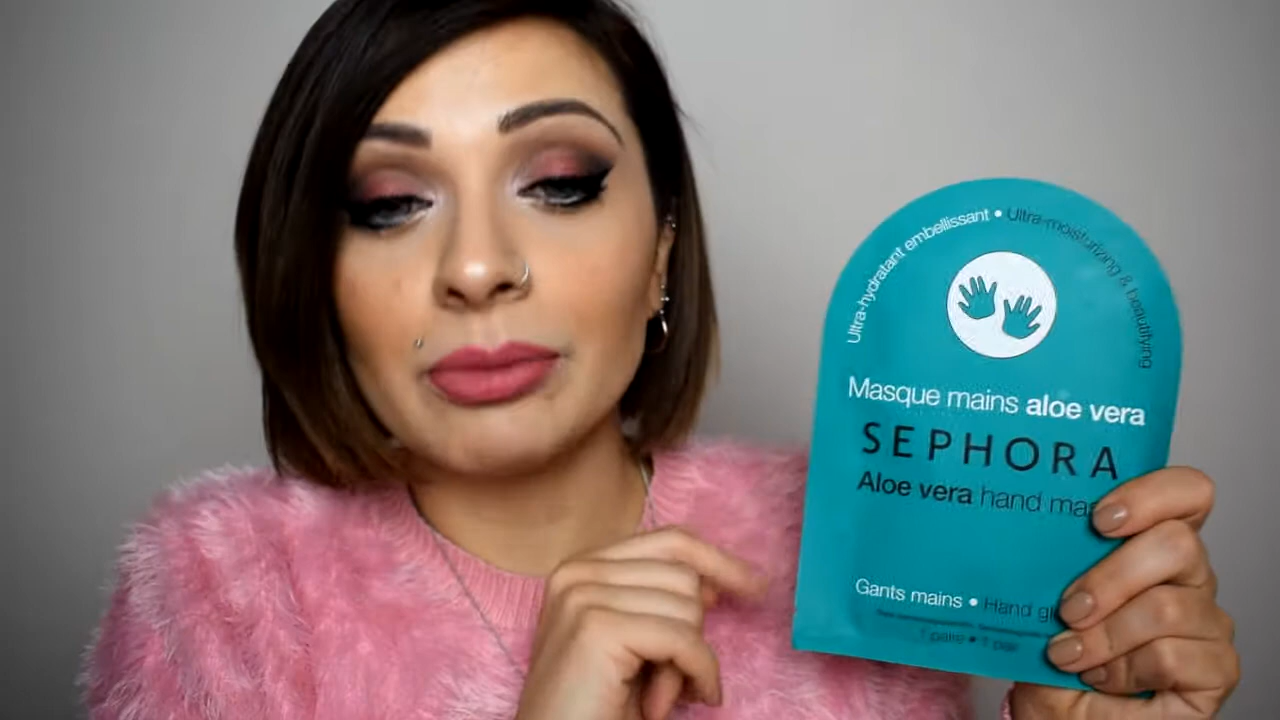 Ultra-hydratant embellissant • Ultra-moisturizing & beautifying
Masque mains aloe vera
SEPHORA
Aloe vera hand
Gants mains • Hand
1 paire • 1 pair